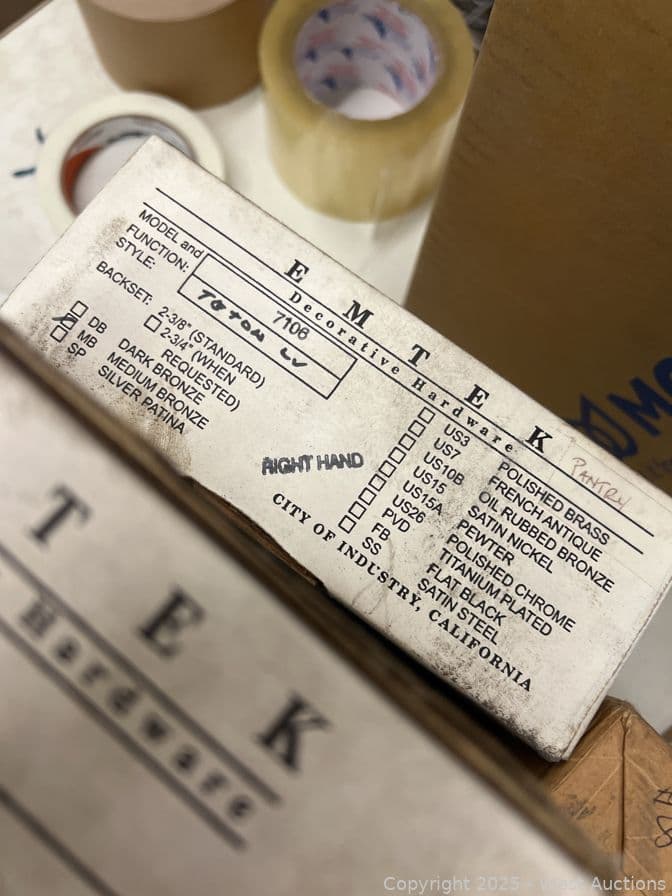 E M T E K
Decorative Hardware
MODEL and
FUNCTION: 7106
STYLE: TETON LV
BACKSET: 2-3/8" (STANDARD)
2-3/4" (WHEN
REQUESTED)
DB DARK BRONZE
MB MEDIUM BRONZE
SP SILVER PATINA
RIGHT HAND
PANTRY
US3 POLISHED BRASS
US7 FRENCH ANTIQUE
US10B OIL RUBBED BRONZE
US15 SATIN NICKEL
US15A PEWTER
US26 POLISHED CHROME
PVD TITANIUM PLATED
FB FLAT BLACK
SS SATIN STEEL
CITY OF INDUSTRY, CALIFORNIA
T E K
Hardware
Copyright 2025 Auctions